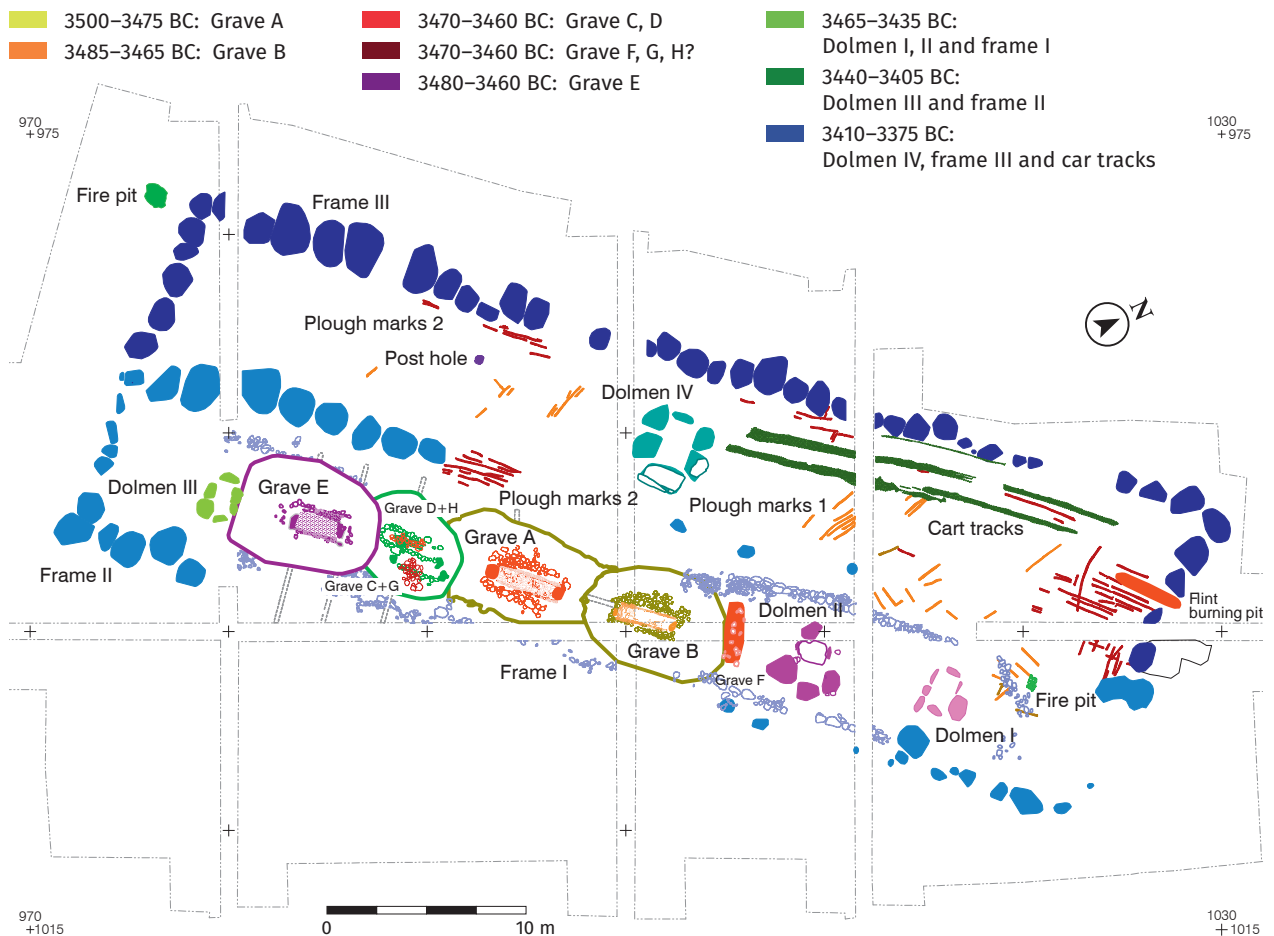 3500–3475 BC: Grave A
3485–3465 BC: Grave B
3470–3460 BC: Grave C, D
3470–3460 BC: Grave F, G, H?
3480–3460 BC: Grave E
3465–3435 BC:
Dolmen I, II and frame I
3440–3405 BC:
Dolmen III and frame II
3410–3375 BC:
Dolmen IV, frame III and car tracks
970
+975
1030
+975
Fire pit
Frame III
N
Plough marks 2
Post hole
Dolmen IV
Dolmen III
Grave E
Grave D+H
Plough marks 2
Plough marks 1
Cart tracks
Grave A
Frame II
Grave C+G
Flint
burning pit
Dolmen II
Grave B
Frame I
Grave F
Fire pit
Dolmen I
0
10 m
970
+1015
1030
+1015